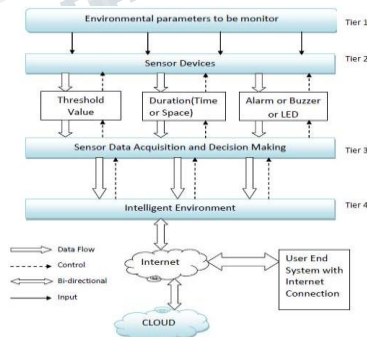 Environmental parameters to be monitor
Tier 1
Tier 2
Sensor Devices
Threshold
Value
Duration(Time
or Space)
Alarm or Buzzer
or LED
Sensor Data Acquisition and Decision Making
Tier 3
Intelligent Environment
Tier 4
Data Flow
Control
Bi-directional
Input
Internet
User End
System with
Internet
Connection
CLOUD